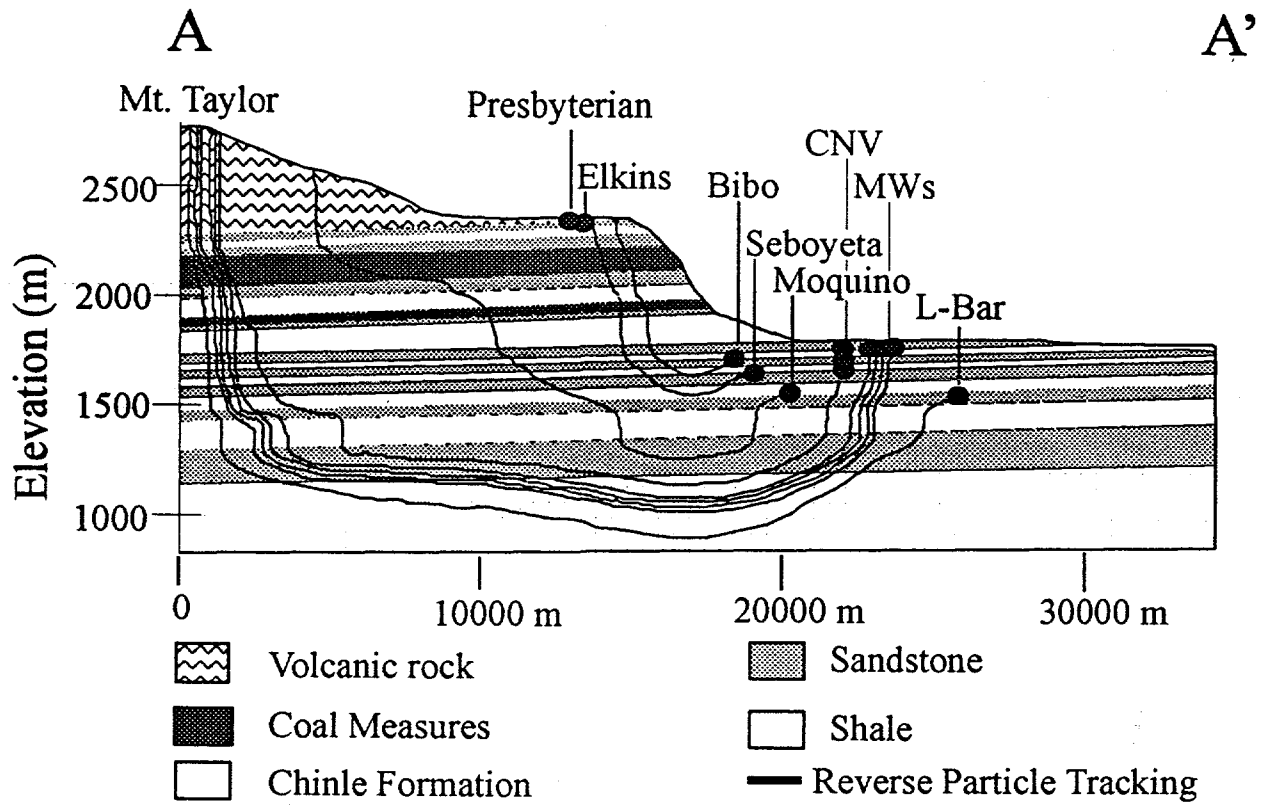 A A'
Mt. Taylor
Presbyterian
Elkins
CNV
Bibo
MWs
Seboyeta
Moquino
L-Bar
Elevation (m)
2500
2000
1500
1000
0
10000 m
20000 m
30000 m
Volcanic rock
Sandstone
Coal Measures
Shale
Chinle Formation
Reverse Particle Tracking